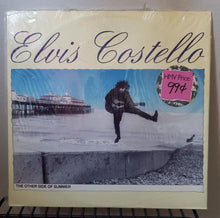 Elvis Costello
HMV Price
99¢
THE OTHER SIDE OF SUMMER